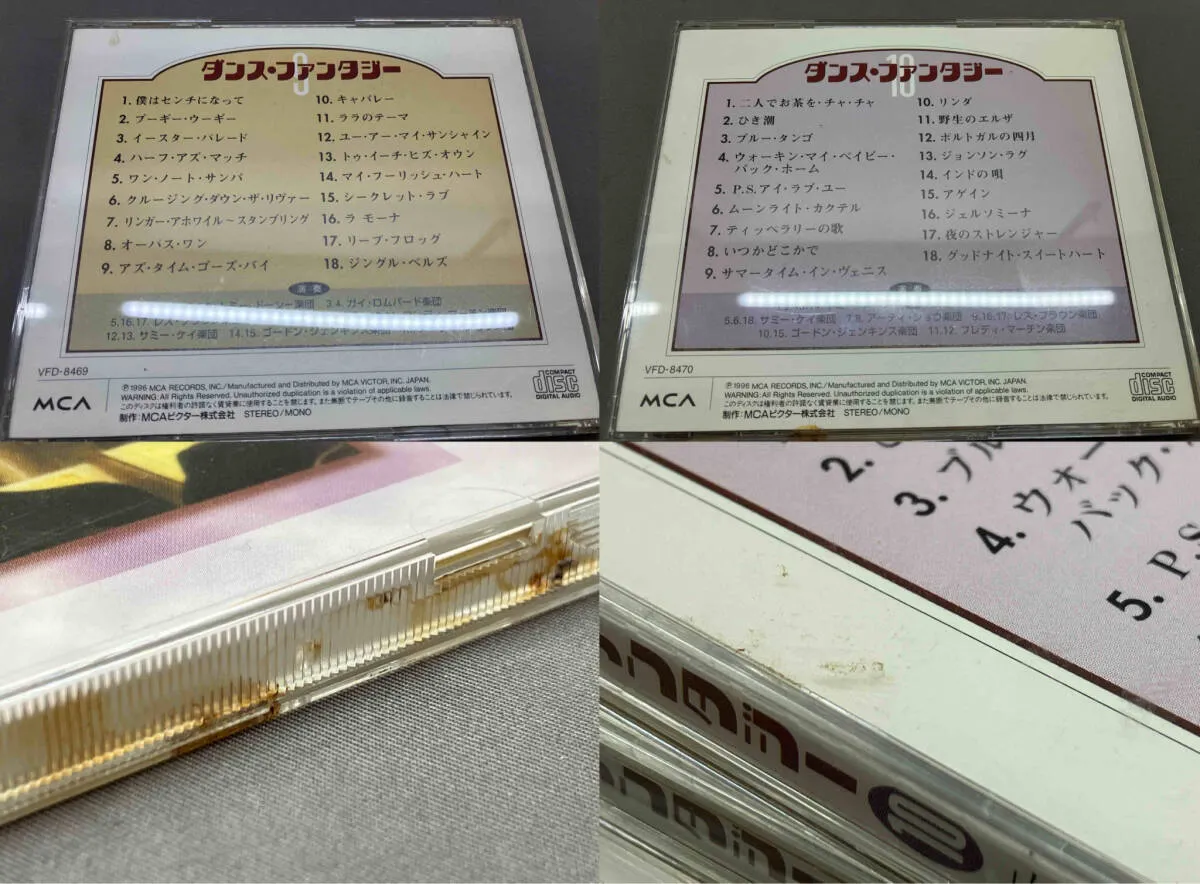 ダンス・ファンタジー
1. 僕はセンチになって
2. ブーギー・ウーギー
3. イースター・パレード
4. ハーフ・アズ・マッチ
5. ワン・ノート・サンバ
6. クルージング・ダウン・ザ・リヴァー
7. リンガー・アホワイル～スタンブリング
8. オーパス・ワン
9. アズ・タイム・ゴーズ・バイ
10. キャバレー
11. ララのテーマ
12. ユー・アー・マイ・サンシャイン
13. トゥ・イーチ・ヒズ・オウン
14. マイ・フーリッシュ・ハート
15. シークレット・ラブ
16. ラ モーナ
17. リープ・フロッグ
18. ジングル・ベルズ
演奏
ミー・ドーシー楽団 3.4. ガイ・ロムバード楽団
5.16.17. レス・ブラウン
12.13. サミー・ケイ楽団 14.15. ゴードン・ジェンキンス楽団
VFD-8469
MCA
Ⓟ1996 MCA RECORDS, INC./Manufactured and Distributed by MCA VICTOR, INC. JAPAN.
WARNING: All Rights Reserved. Unauthorized duplication is a violation of applicable laws.
このディスクは権利者の許諾なく賃貸業に使用することを禁じます。また無断でテープその他に録音することは法律で禁じられています。
制作：MCAビクター株式会社 STEREO/MONO
COMPACT
disc
DIGITAL AUDIO
10
ダンス・ファンタジー
1. 二人でお茶を・チャ・チャ
2. ひき潮
3. ブルー・タンゴ
4. ウォーキン・マイ・ベイビー・
バック・ホーム
5. P.S.アイ・ラブ・ユー
6. ムーンライト・カクテル
7. ティッペラリーの歌
8. いつかどこかで
9. サマータイム・イン・ヴェニス
10. リンダ
11. 野生のエルザ
12. ポルトガルの四月
13. ジョンソン・ラグ
14. インドの唄
15. アゲイン
16. ジェルソミーナ
17. 夜のストレンジャー
18. グッドナイト・スイートハート
演奏
5.6.18. サミー・ケイ楽団 7.8. アーティ・ショウ楽団 9.16.17. レス・ブラウン楽団
10.15. ゴードン・ジェンキンス楽団 11.12. フレディ・マーチン楽団
VFD-8470
MCA
Ⓟ1996 MCA RECORDS, INC./Manufactured and Distributed by MCA VICTOR, INC. JAPAN.
WARNING: All Rights Reserved. Unauthorized duplication is a violation of applicable laws.
このディスクは権利者の許諾なく賃貸業に使用することを禁じます。また無断でテープその他に録音することは法律で禁じられています。
制作：MCAビクター株式会社 STEREO/MONO
COMPACT
disc
DIGITAL AUDIO
2.
3. ブル
4. ウォー
バック・
5. P.S
10